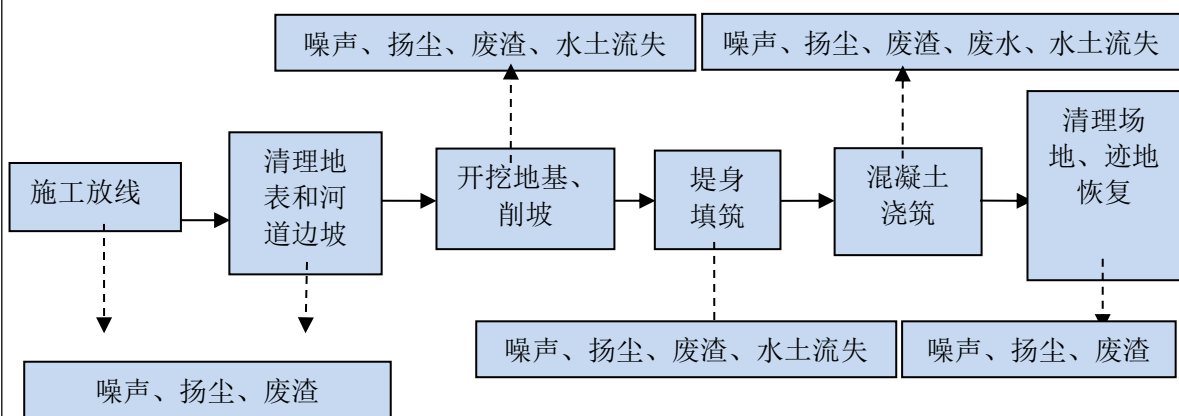 噪声、扬尘、废渣、水土流失
噪声、扬尘、废渣、废水、水土流失
施工放线
清理地
表和河
道边坡
开挖地基、
削坡
堤身
填筑
混凝土
浇筑
清理场
地、迹地
恢复
噪声、扬尘、废渣
噪声、扬尘、废渣、水土流失
噪声、扬尘、废渣